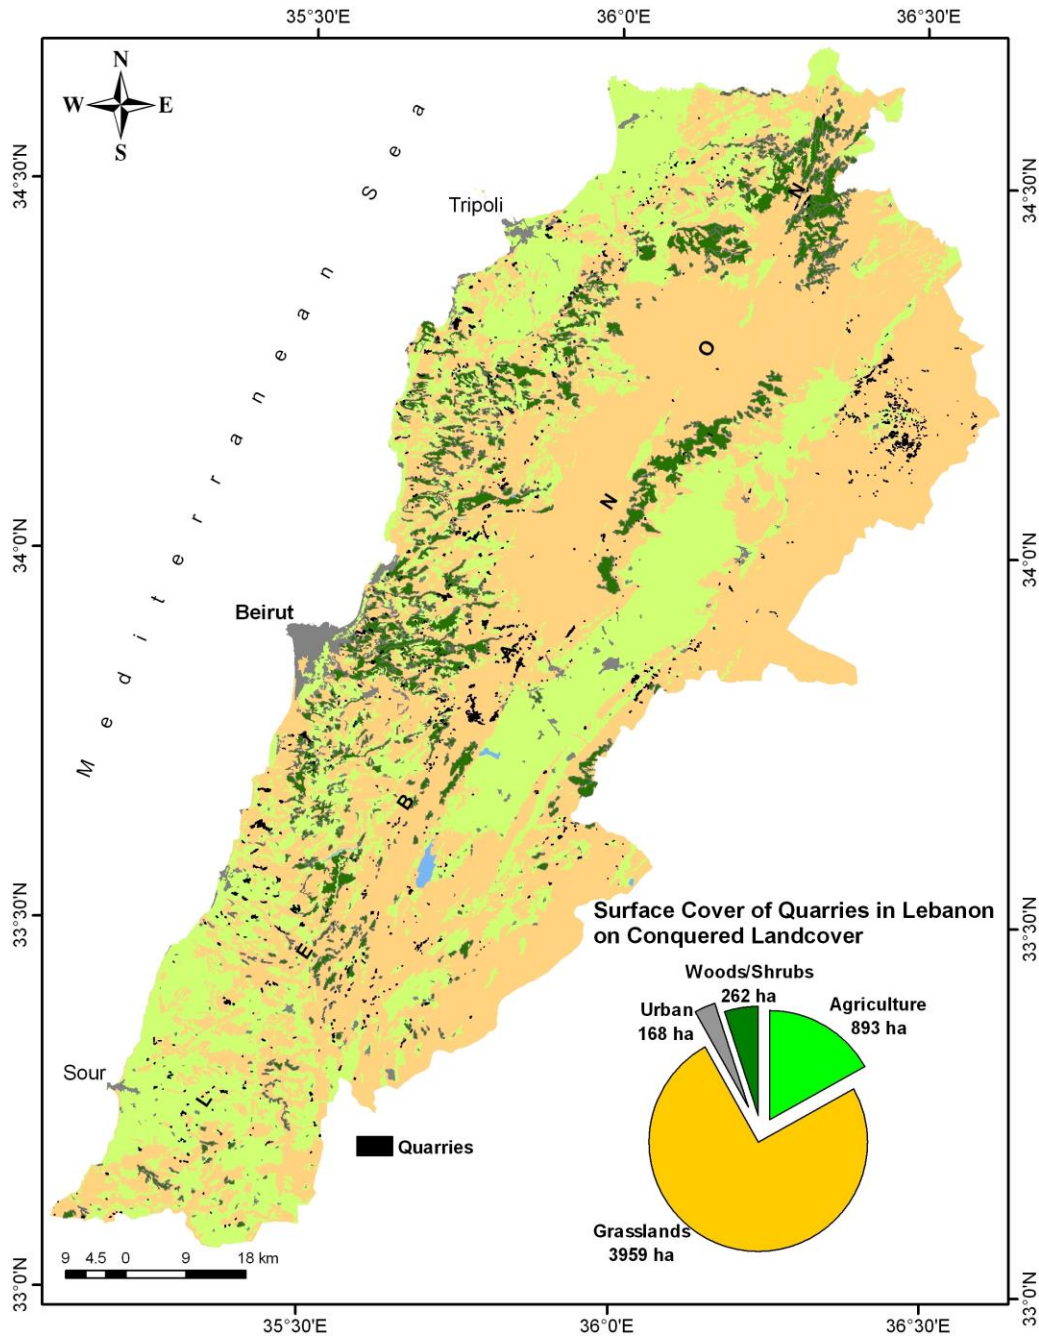 35°30'E 36°0'E 36°30'E
N
W E
S
34°30'N 34°30'N
Mediterranean Sea
Tripoli
LEBANON
34°0'N 34°0'N
Beirut
33°30'N 33°30'N
Surface Cover of Quarries in Lebanon
on Conquered Landcover
Woods/Shrubs
262 ha
Urban
168 ha
Agriculture
893 ha
Sour
Quarries
Grasslands
3959 ha
9 4.5 0 9 18 km
33°0'N 33°0'N
35°30'E 36°0'E 36°30'E